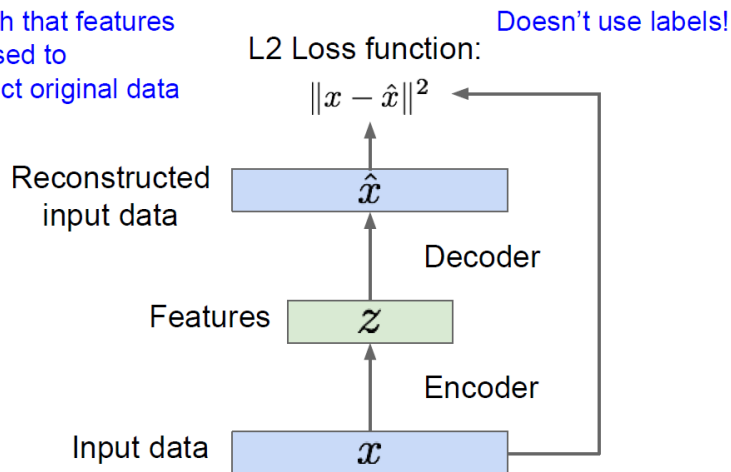 h that features
sed to
ct original data
Doesn't use labels!
L2 Loss function:
‖x − x̂‖²
Reconstructed
input data
x̂
Decoder
Features
z
Encoder
Input data
x